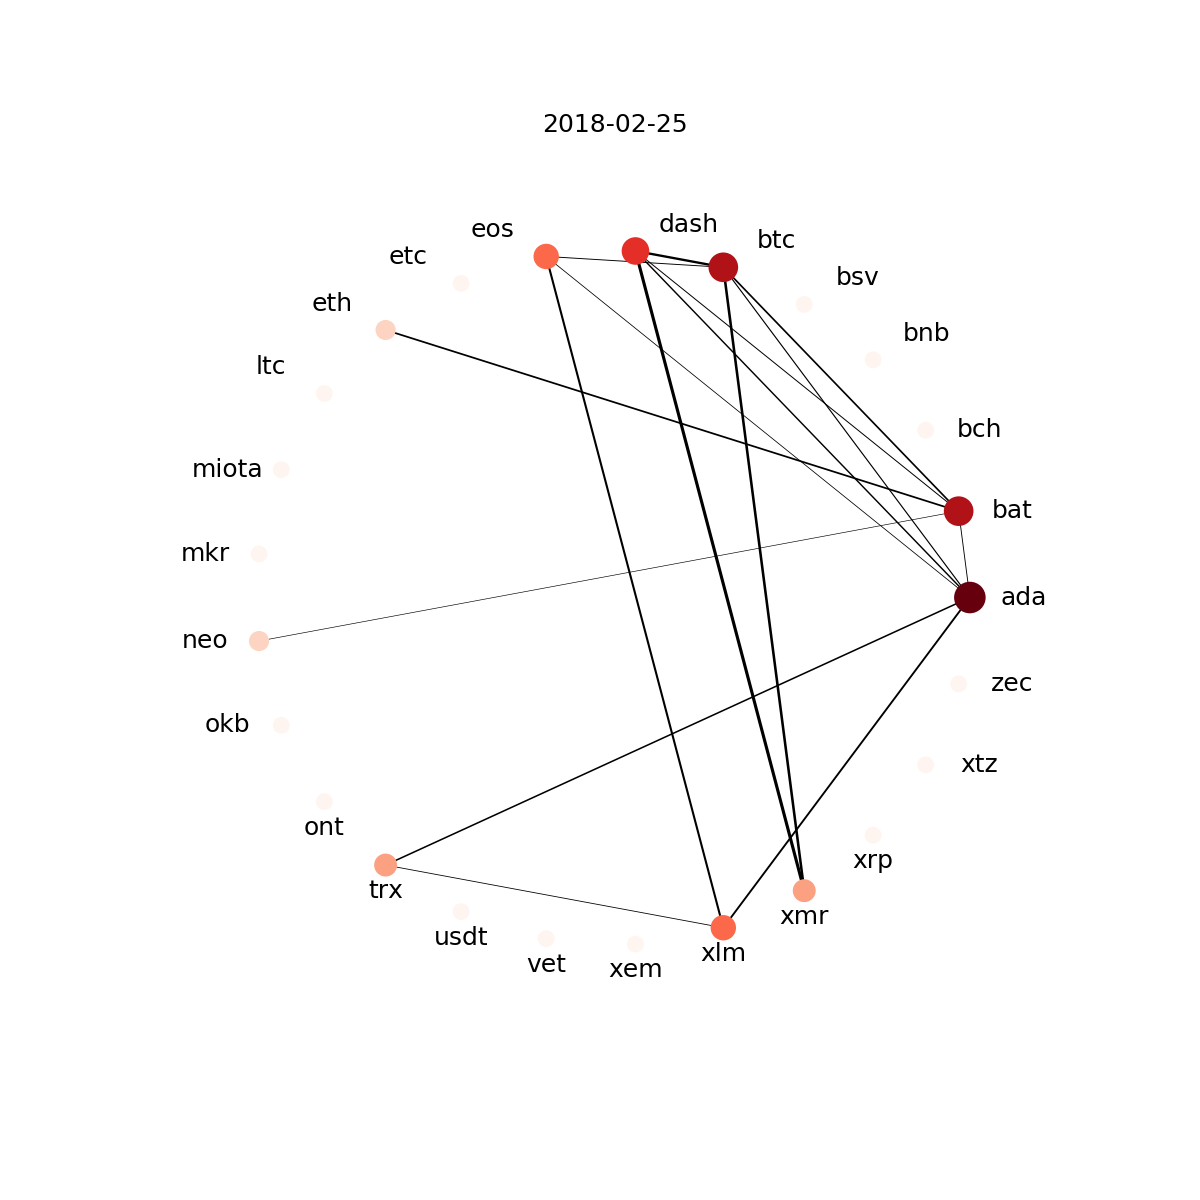 2018-02-25
dash
eos
btc
etc
bsv
eth
bnb
ltc
bch
miota
bat
mkr
ada
neo
zec
okb
xtz
ont
xrp
trx
xmr
usdt
xlm
vet
xem